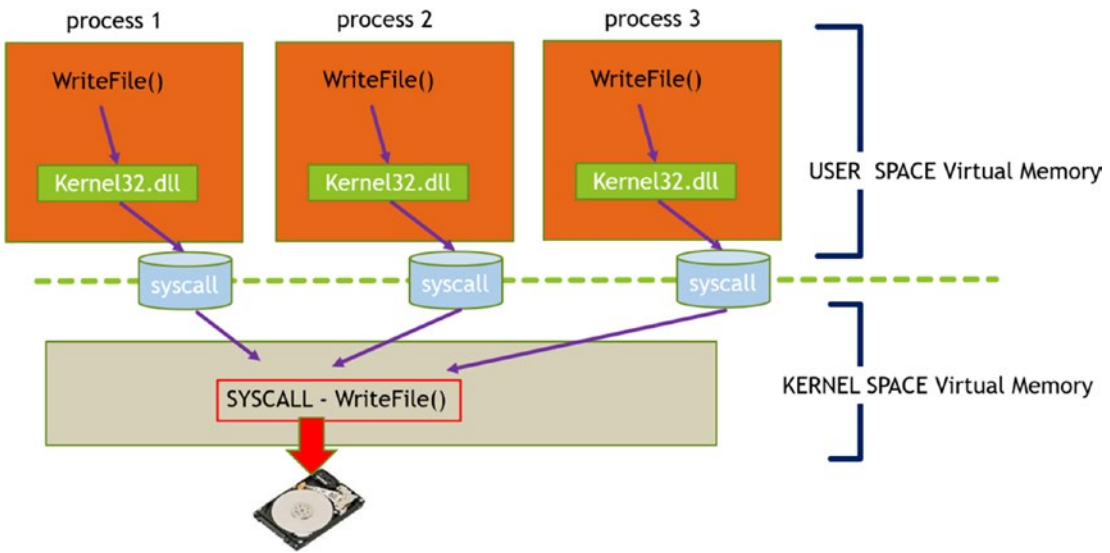 process 1
process 2
process 3
WriteFile()
WriteFile()
WriteFile()
Kernel32.dll
Kernel32.dll
Kernel32.dll
USER SPACE Virtual Memory
syscall
syscall
syscall
KERNEL SPACE Virtual Memory
SYSCALL - WriteFile()